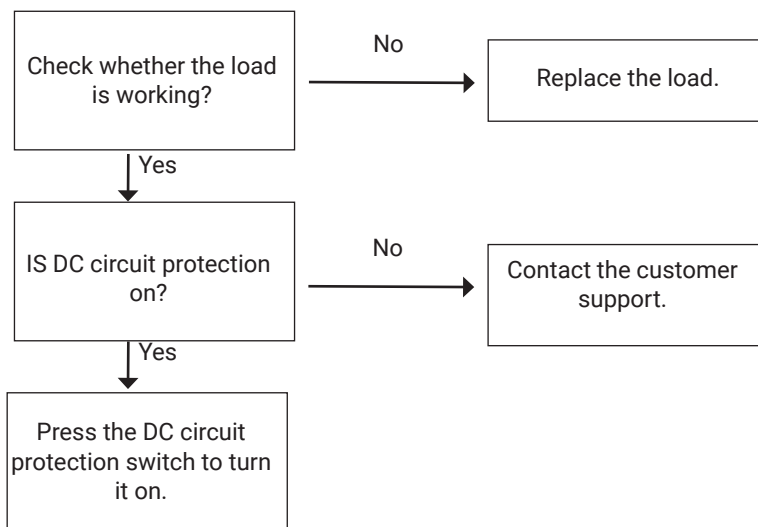 Check whether the load
is working?
No
Replace the load.
Yes
IS DC circuit protection
on?
No
Contact the customer
support.
Yes
Press the DC circuit
protection switch to turn
it on.